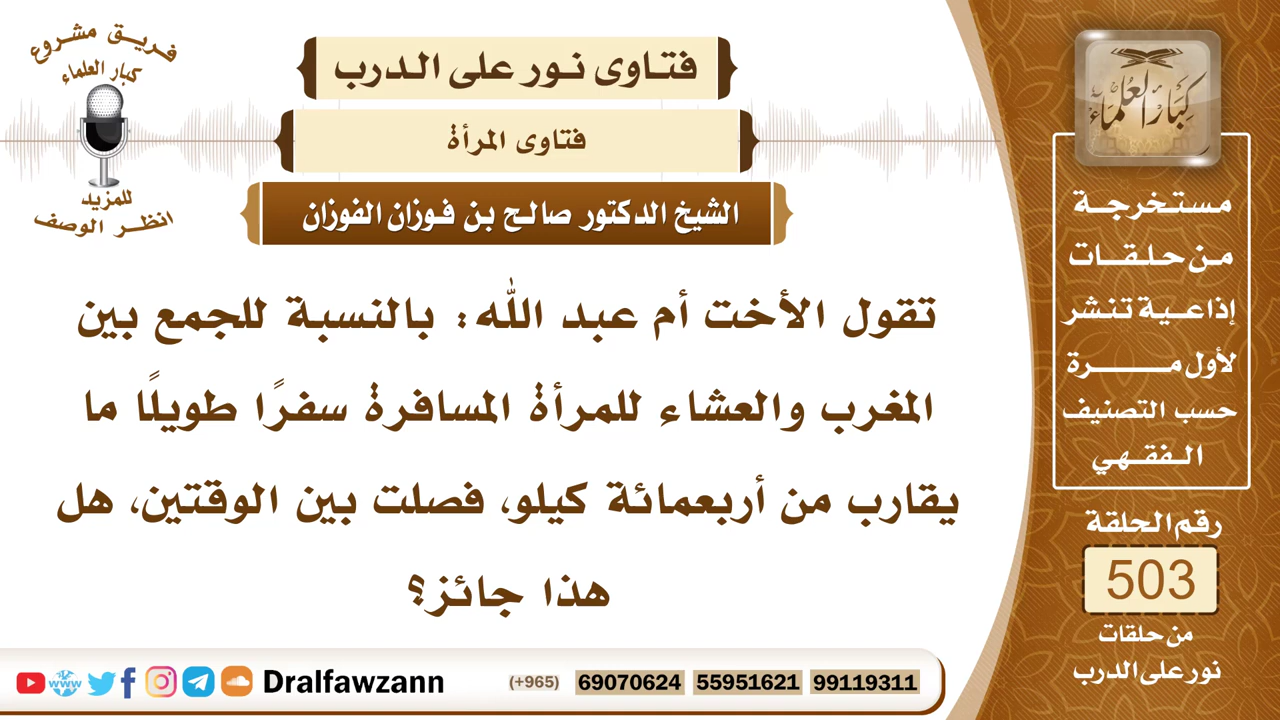 فريق مشروع
كبار العلماء
للمزيد
انظر الوصف
فتاوى نور على الدرب
فتاوى المرأة
الشيخ الدكتور صالح بن فوزان الفوزان
تقول الأخت أم عبد الله: بالنسبة للجمع بين
المغرب والعشاء للمرأة المسافرة سفرًا طويلًا ما
يقارب من أربعمائة كيلو، فصلت بين الوقتين، هل
هذا جائز؟
كبار العلماء
مستخرجة
من حلقات
إذاعية تنشر
لأول مرة
حسب التصنيف
الفقهي
رقم الحلقة
503
من حلقات
نور على الدرب
www
Dralfawzann
(+965) 69070624 55951621 99119311